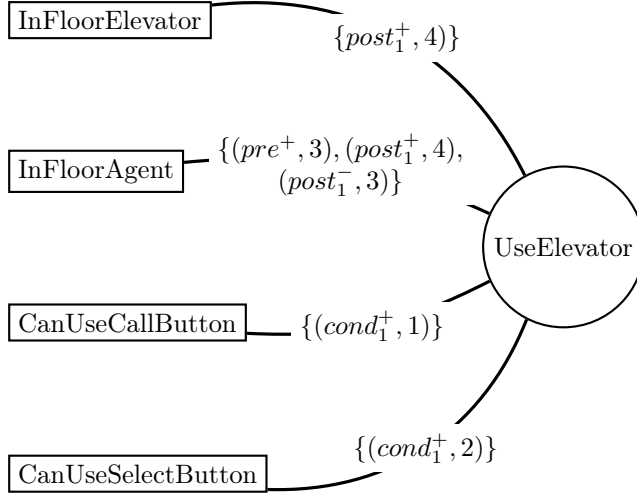 InFloorElevator
{post₁⁺, 4)}
InFloorAgent
{(pre⁺, 3), (post₁⁺, 4),
(post₁⁻, 3)}
UseElevator
CanUseCallButton
{(cond₁⁺, 1)}
CanUseSelectButton
{(cond₁⁺, 2)}